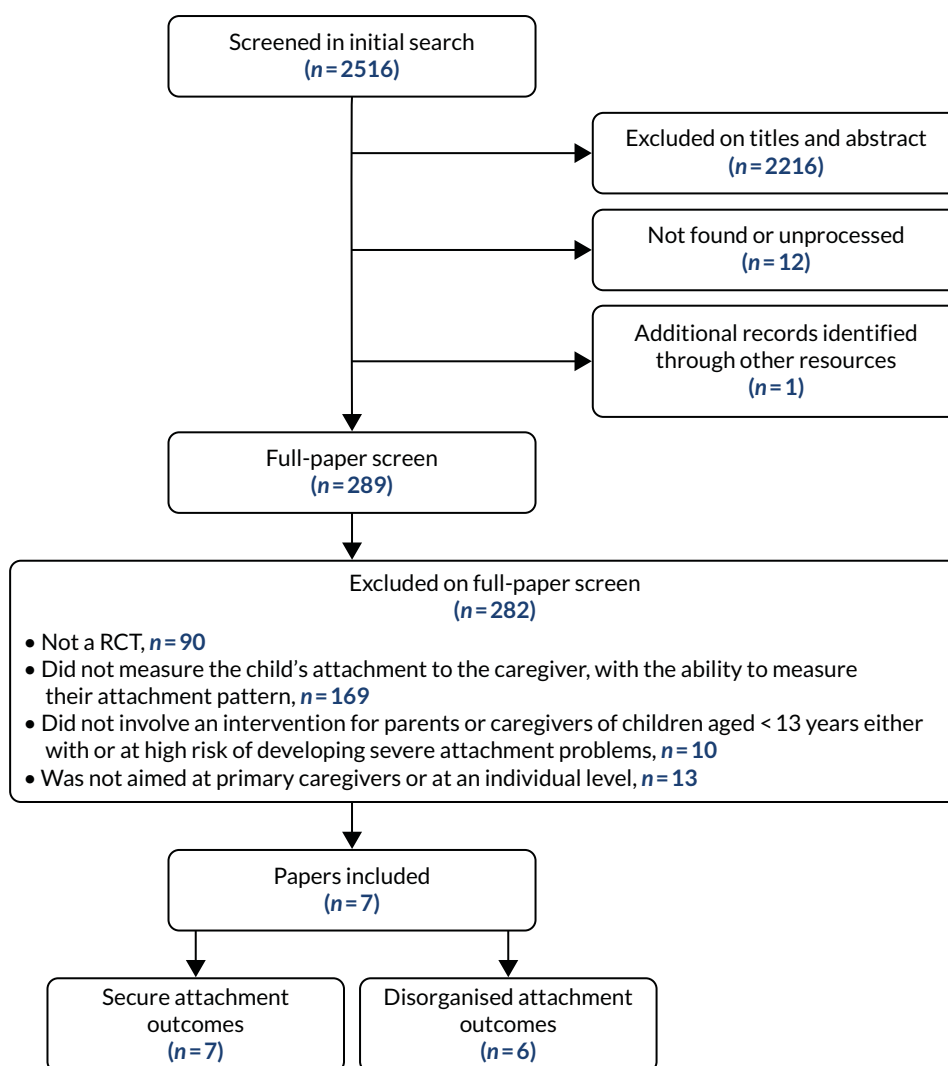 Screened in initial search
(n = 2516)
Excluded on titles and abstract
(n = 2216)
Not found or unprocessed
(n = 12)
Additional records identified
through other resources
(n = 1)
Full-paper screen
(n = 289)
Excluded on full-paper screen
(n = 282)
• Not a RCT, n = 90
• Did not measure the child’s attachment to the caregiver, with the ability to measure
their attachment pattern, n = 169
• Did not involve an intervention for parents or caregivers of children aged < 13 years either
with or at high risk of developing severe attachment problems, n = 10
• Was not aimed at primary caregivers or at an individual level, n = 13
Papers included
(n = 7)
Secure attachment
outcomes
(n = 7)
Disorganised attachment
outcomes
(n = 6)